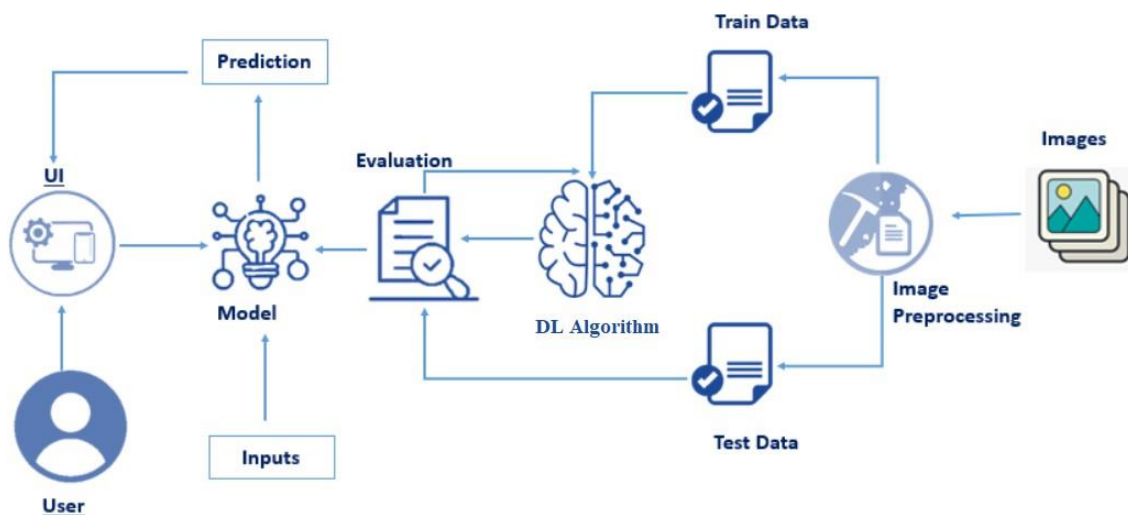 Train Data
Prediction
Images
Evaluation
UI
Image
Preprocessing
Model
DL Algorithm
Test Data
Inputs
User